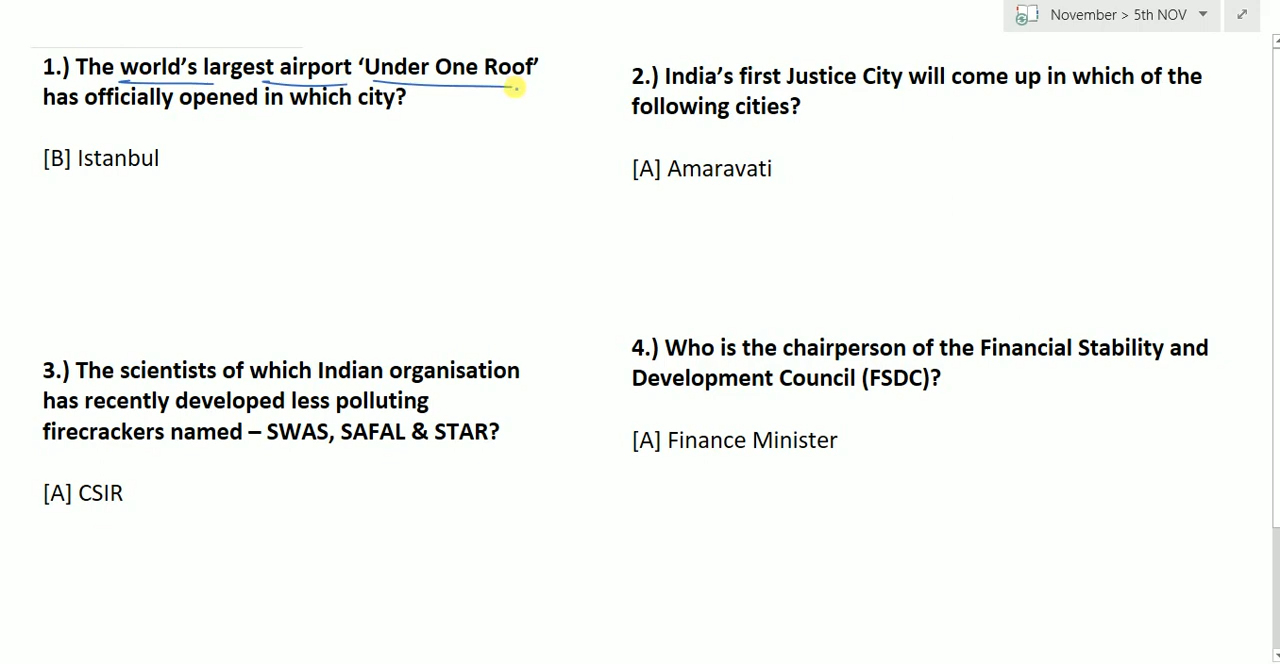 November > 5th NOV
1.) The world's largest airport ‘Under One Roof’
has officially opened in which city?
[B] Istanbul
2.) India's first Justice City will come up in which of the
following cities?
[A] Amaravati
3.) The scientists of which Indian organisation
has recently developed less polluting
firecrackers named – SWAS, SAFAL & STAR?
[A] CSIR
4.) Who is the chairperson of the Financial Stability and
Development Council (FSDC)?
[A] Finance Minister